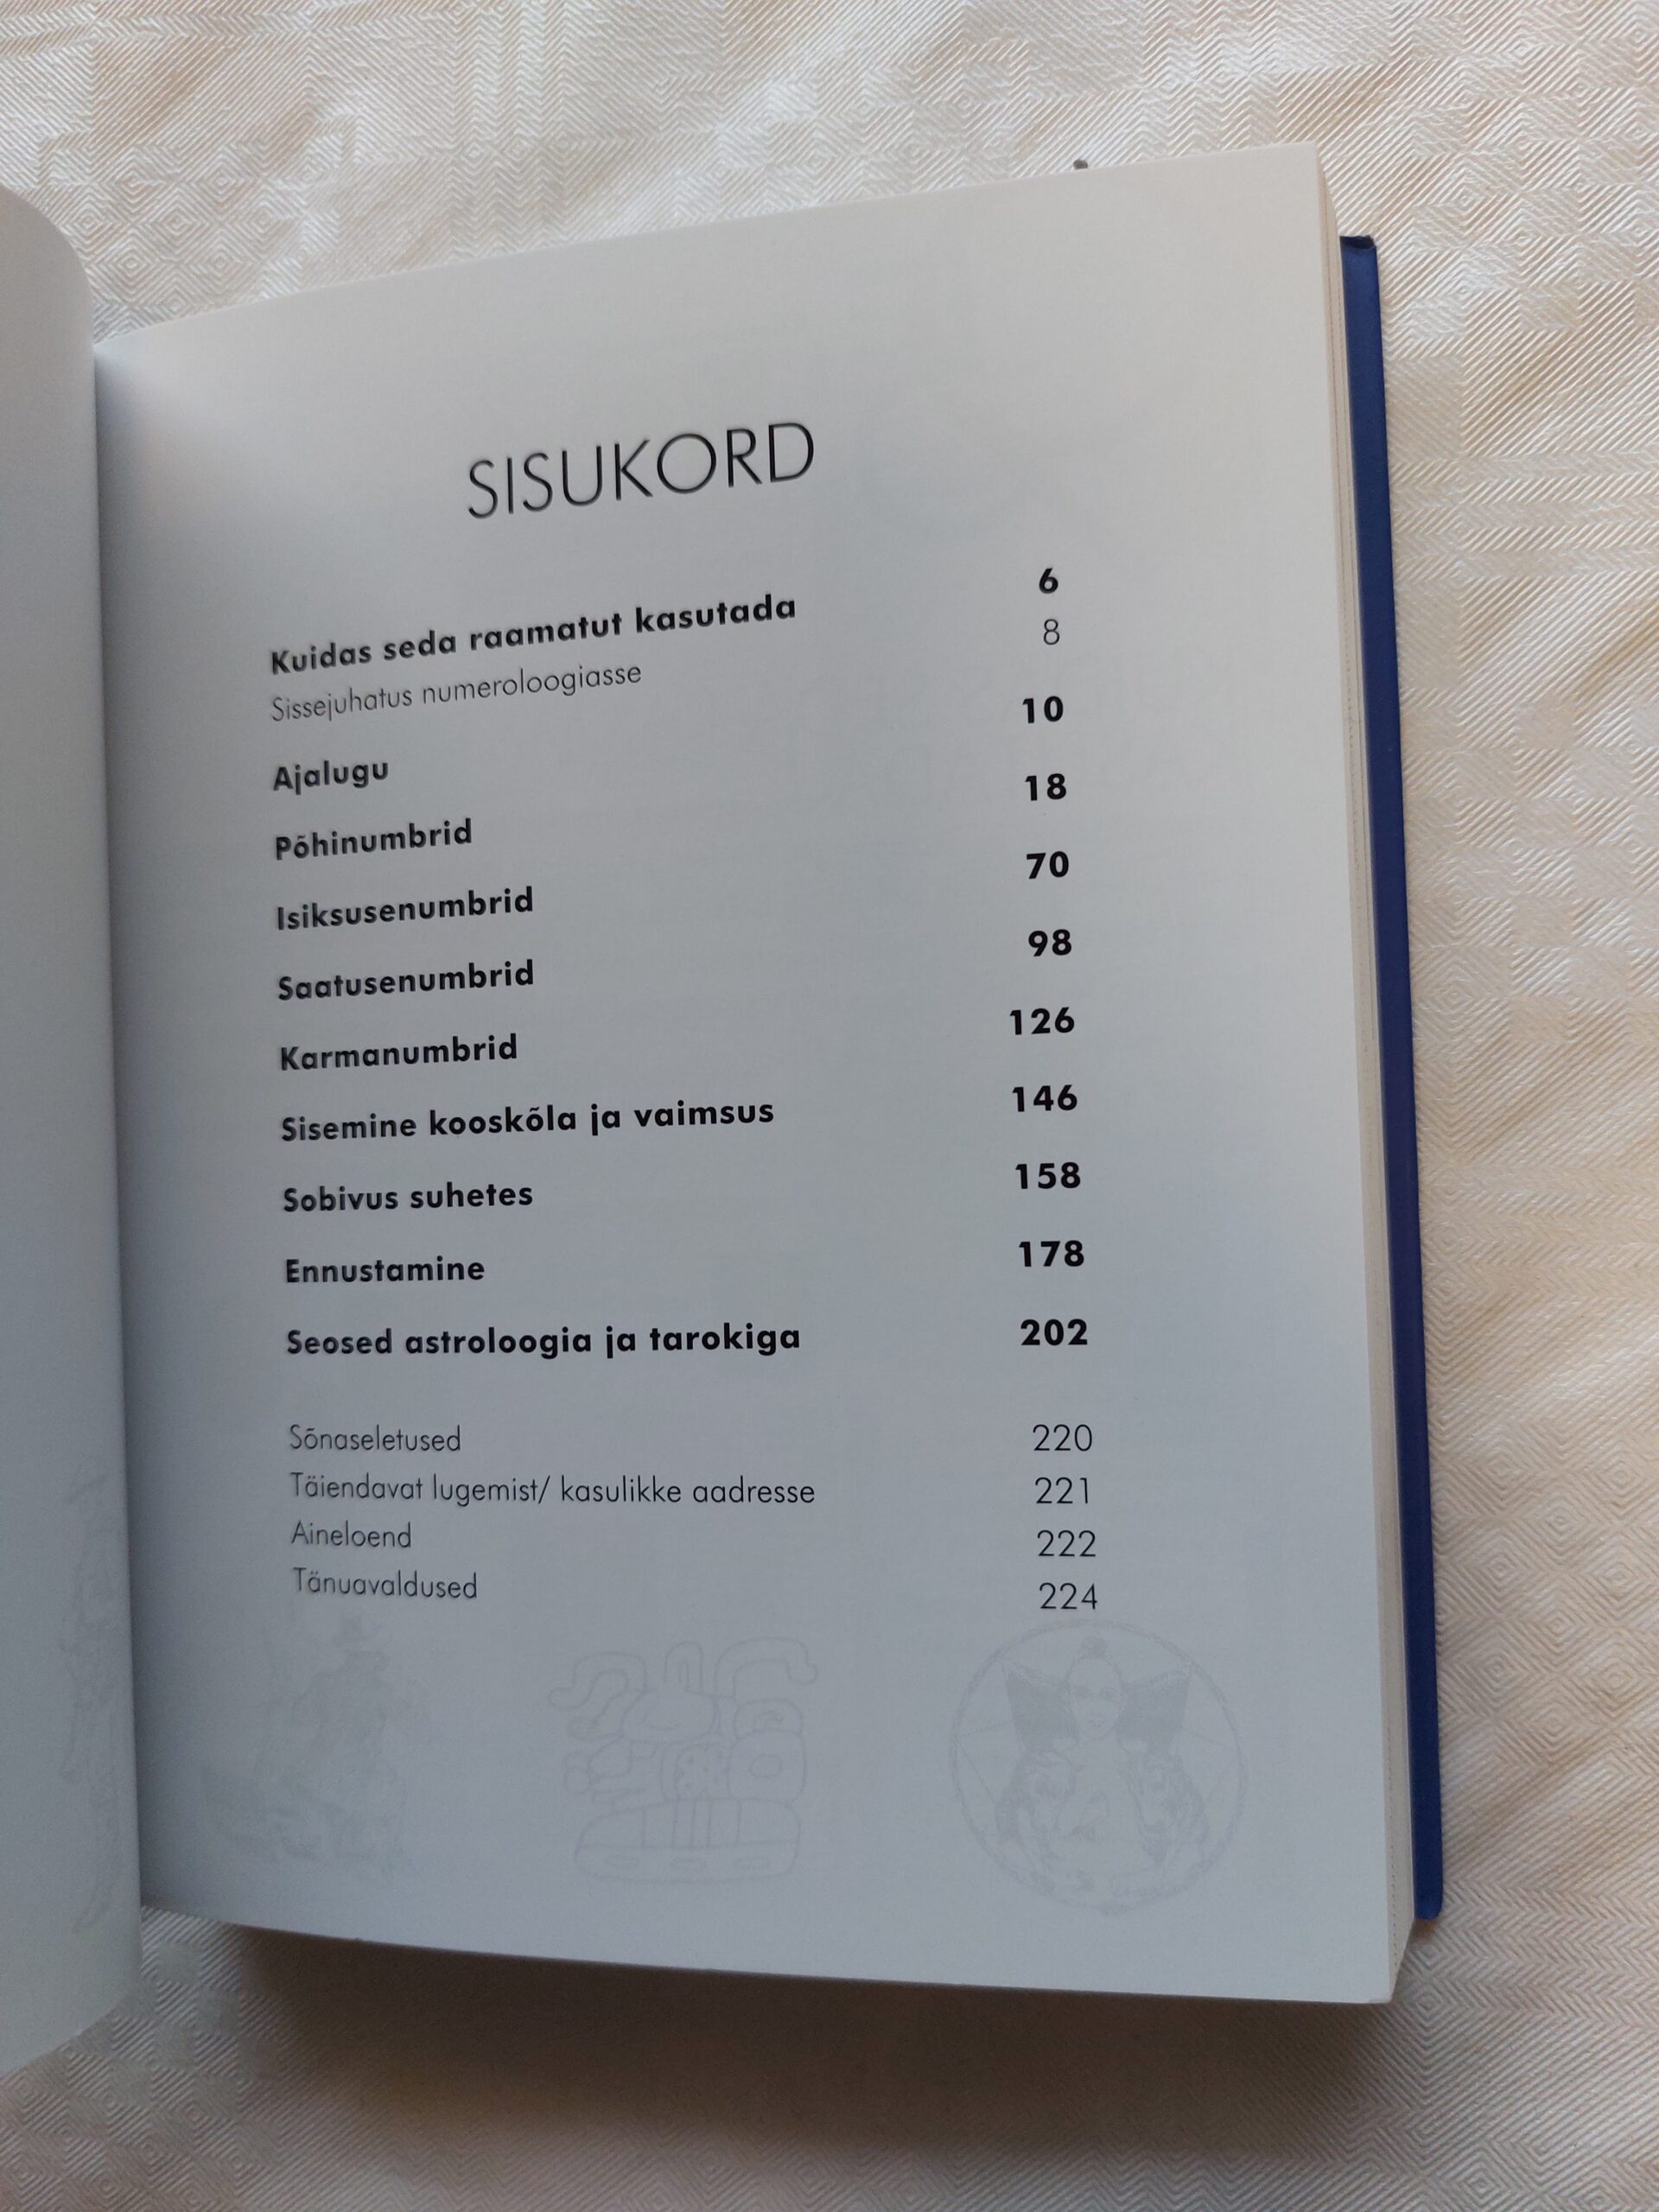 SISUKORD
Kuidas seda raamatut kasutada 6
Sissejuhatus numeroloogiasse 8
Ajalugu 10
Põhinumbrid 18
Isiksusenumbrid 70
Saatusenumbrid 98
Karmanumbrid 126
Sisemine kooskõla ja vaimsus 146
Sobivus suhetes 158
Ennustamine 178
Seosed astroloogia ja tarokiga 202
Sõnaseletused 220
Täiendavat lugemist/ kasulikke aadresse 221
Aineloend 222
Tänuavaldused 224